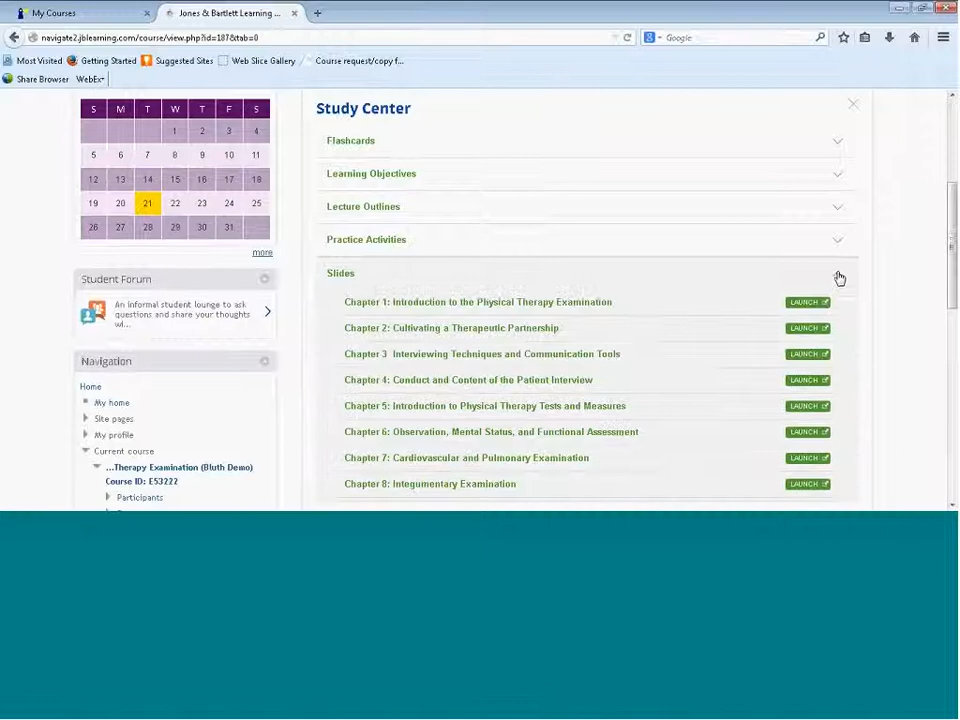 My Courses
Jones & Bartlett Learning ...
navigate2.jblearning.com/course/view.php?id=187&tab=0
Google
Most Visited
Getting Started
Suggested Sites
Web Slice Gallery
Course request/copy f...
Share Browser
WebEx
S M T W T F S
1 2 3 4
5 6 7 8 9 10 11
12 13 14 15 16 17 18
19 20 21 22 23 24 25
26 27 28 29 30 31
more
Student Forum
An informal student lounge to ask
questions and share your thoughts
wi...
Navigation
Home
My home
Site pages
My profile
Current course
...Therapy Examination (Bluth Demo)
Course ID: E53222
Participants
Study Center
Flashcards
Learning Objectives
Lecture Outlines
Practice Activities
Slides
Chapter 1: Introduction to the Physical Therapy Examination LAUNCH
Chapter 2: Cultivating a Therapeutic Partnership LAUNCH
Chapter 3 Interviewing Techniques and Communication Tools LAUNCH
Chapter 4: Conduct and Content of the Patient Interview LAUNCH
Chapter 5: Introduction to Physical Therapy Tests and Measures LAUNCH
Chapter 6: Observation, Mental Status, and Functional Assessment LAUNCH
Chapter 7: Cardiovascular and Pulmonary Examination LAUNCH
Chapter 8: Integumentary Examination LAUNCH